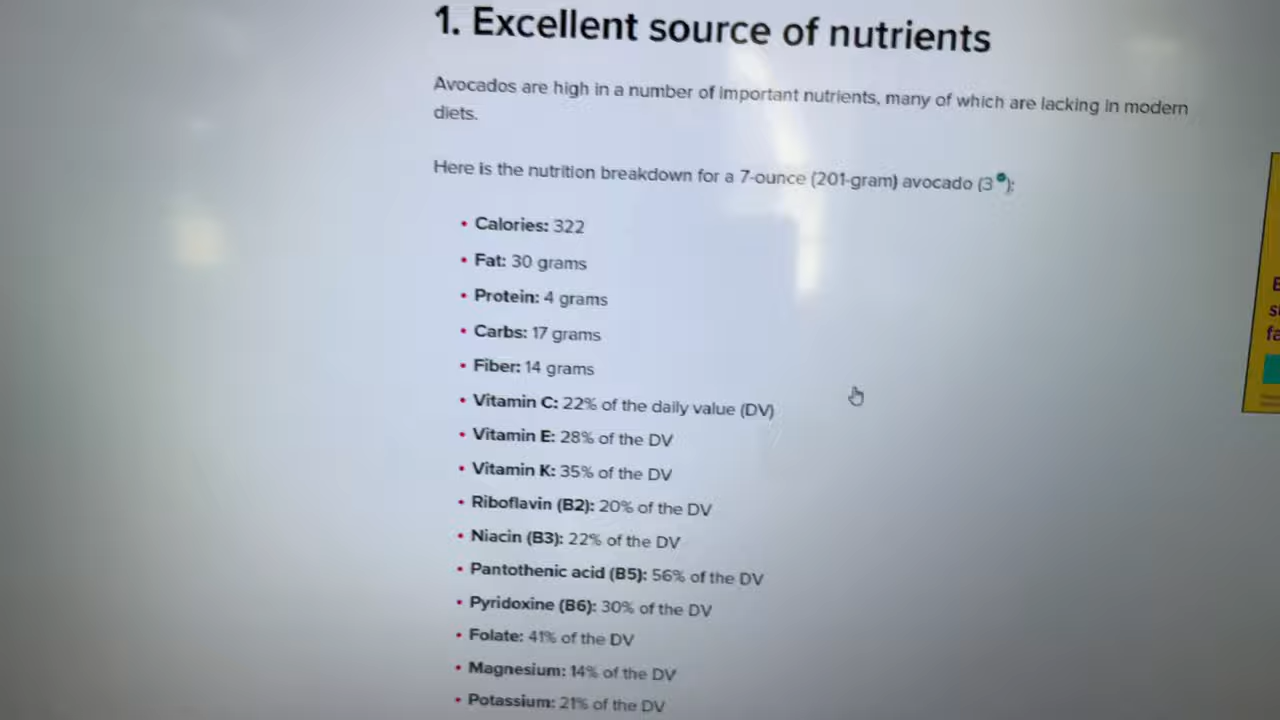 1. Excellent source of nutrients
Avocados are high in a number of important nutrients, many of which are lacking in modern
diets.
Here is the nutrition breakdown for a 7-ounce (201-gram) avocado (3):
• Calories: 322
• Fat: 30 grams
• Protein: 4 grams
• Carbs: 17 grams
• Fiber: 14 grams
• Vitamin C: 22% of the daily value (DV)
• Vitamin E: 28% of the DV
• Vitamin K: 35% of the DV
• Riboflavin (B2): 20% of the DV
• Niacin (B3): 22% of the DV
• Pantothenic acid (B5): 56% of the DV
• Pyridoxine (B6): 30% of the DV
• Folate: 41% of the DV
• Magnesium: 14% of the DV
• Potassium: 21% of the DV